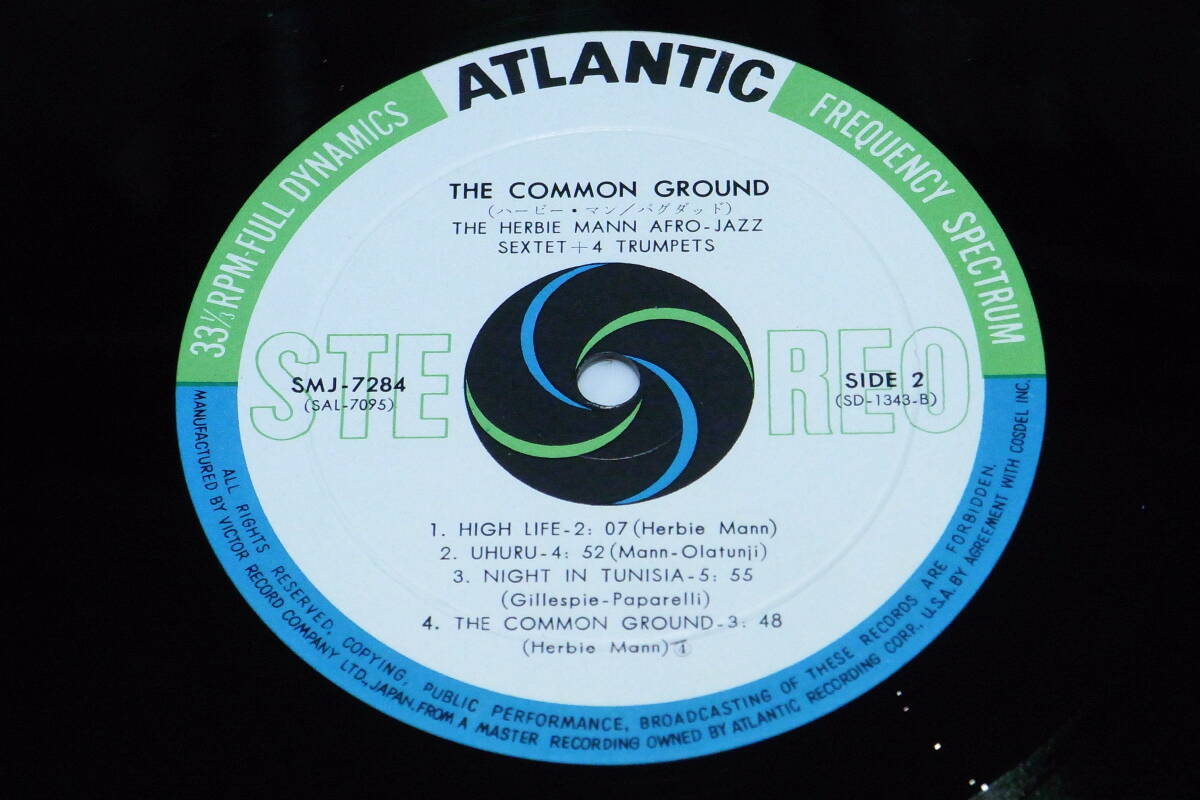 ATLANTIC
33⅓ RPM-FULL DYNAMICS
FREQUENCY SPECTRUM
THE COMMON GROUND
(ハービー・マン/バグダッド)
THE HERBIE MANN AFRO-JAZZ
SEXTET+4 TRUMPETS
STEREO
SMJ-7284
(SAL-7095)
SIDE 2
(SD-1343-B)
1. HIGH LIFE-2: 07 (Herbie Mann)
2. UHURU-4: 52 (Mann-Olatunji)
3. NIGHT IN TUNISIA-5: 55
(Gillespie-Paparelli)
4. THE COMMON GROUND-3: 48
(Herbie Mann) ①
ALL RIGHTS RESERVED, COPYING, PUBLIC PERFORMANCE, BROADCASTING OF THESE RECORDS ARE FORBIDDEN.
MANUFACTURED BY VICTOR RECORD COMPANY LTD., JAPAN. FROM A MASTER RECORDING OWNED BY ATLANTIC RECORDING CORP., U.S.A. BY AGREEMENT WITH COSDEL INC.